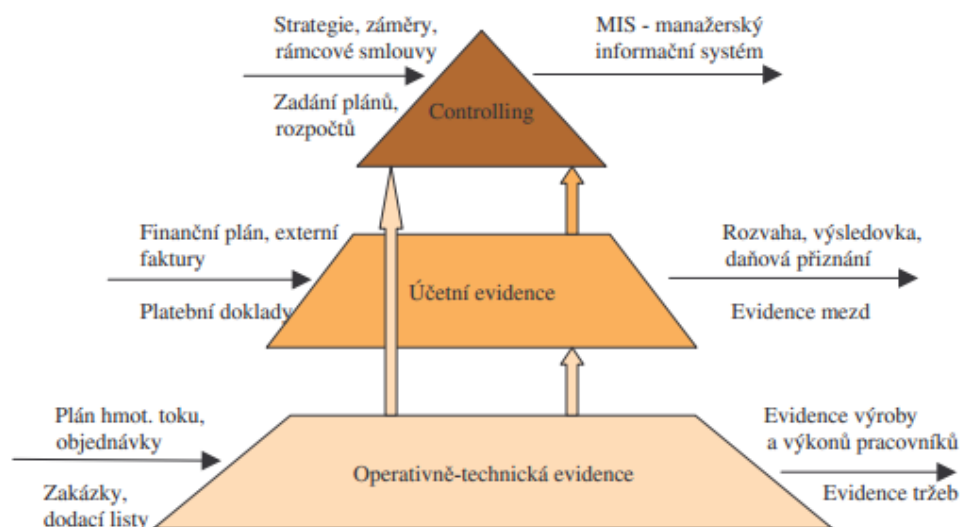 Strategie, záměry,
rámcové smlouvy
Zadání plánů,
rozpočtů
Controlling
MIS - manažerský
informační systém
Finanční plán, externí
faktury
Platební doklady
Účetní evidence
Rozvaha, výsledovka,
daňová přiznání
Evidence mezd
Plán hmot. toku,
objednávky
Zakázky,
dodací listy
Operativně-technická evidence
Evidence výroby
a výkonů pracovníků
Evidence tržeb